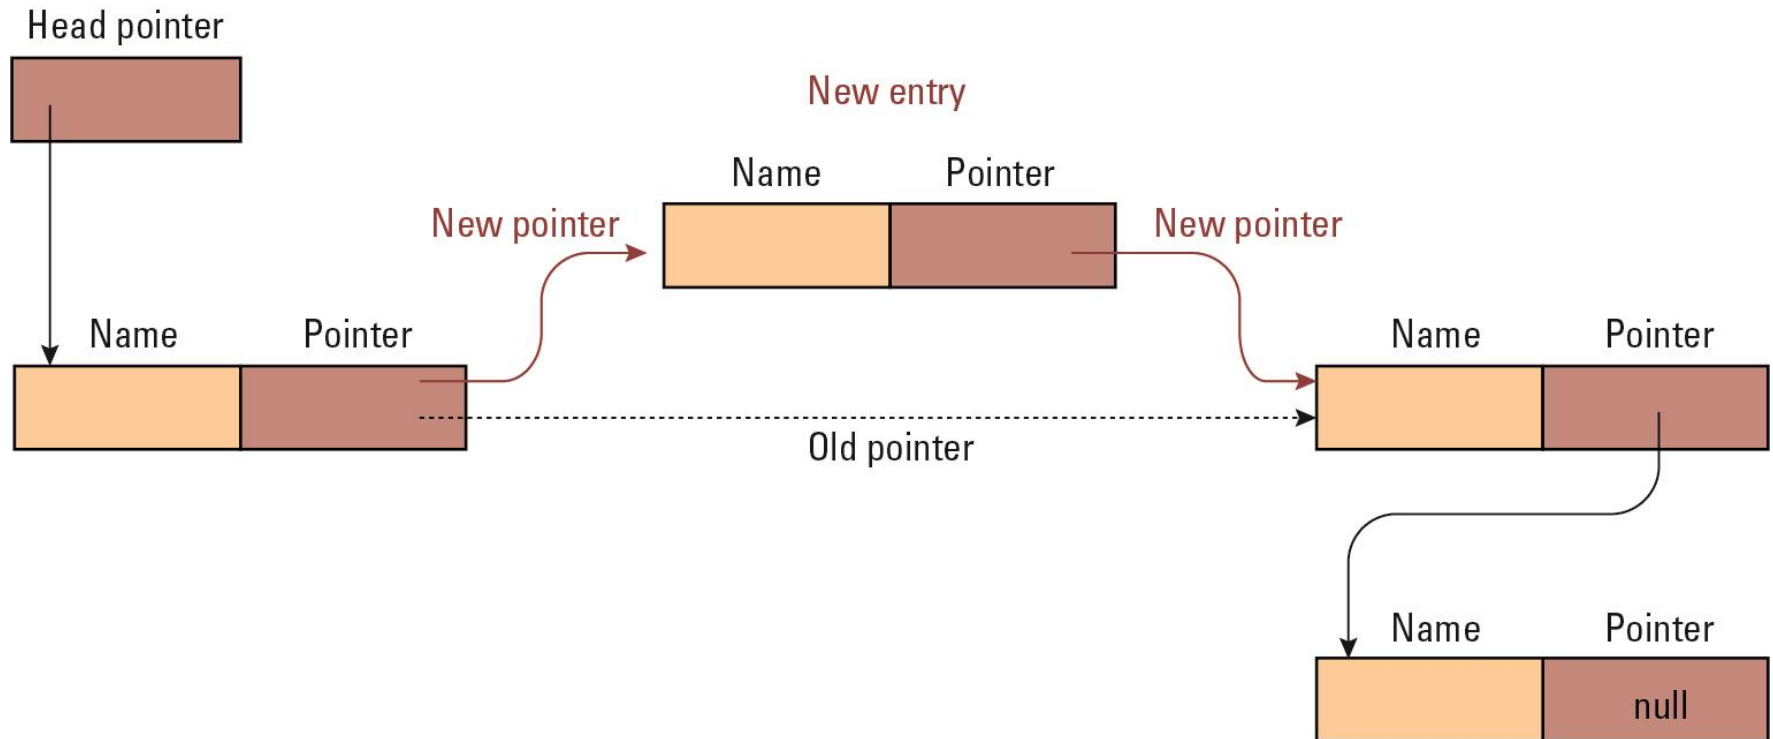 Head pointer
New entry
Name Pointer
New pointer New pointer
Name Pointer Name Pointer
Old pointer
Name Pointer
null